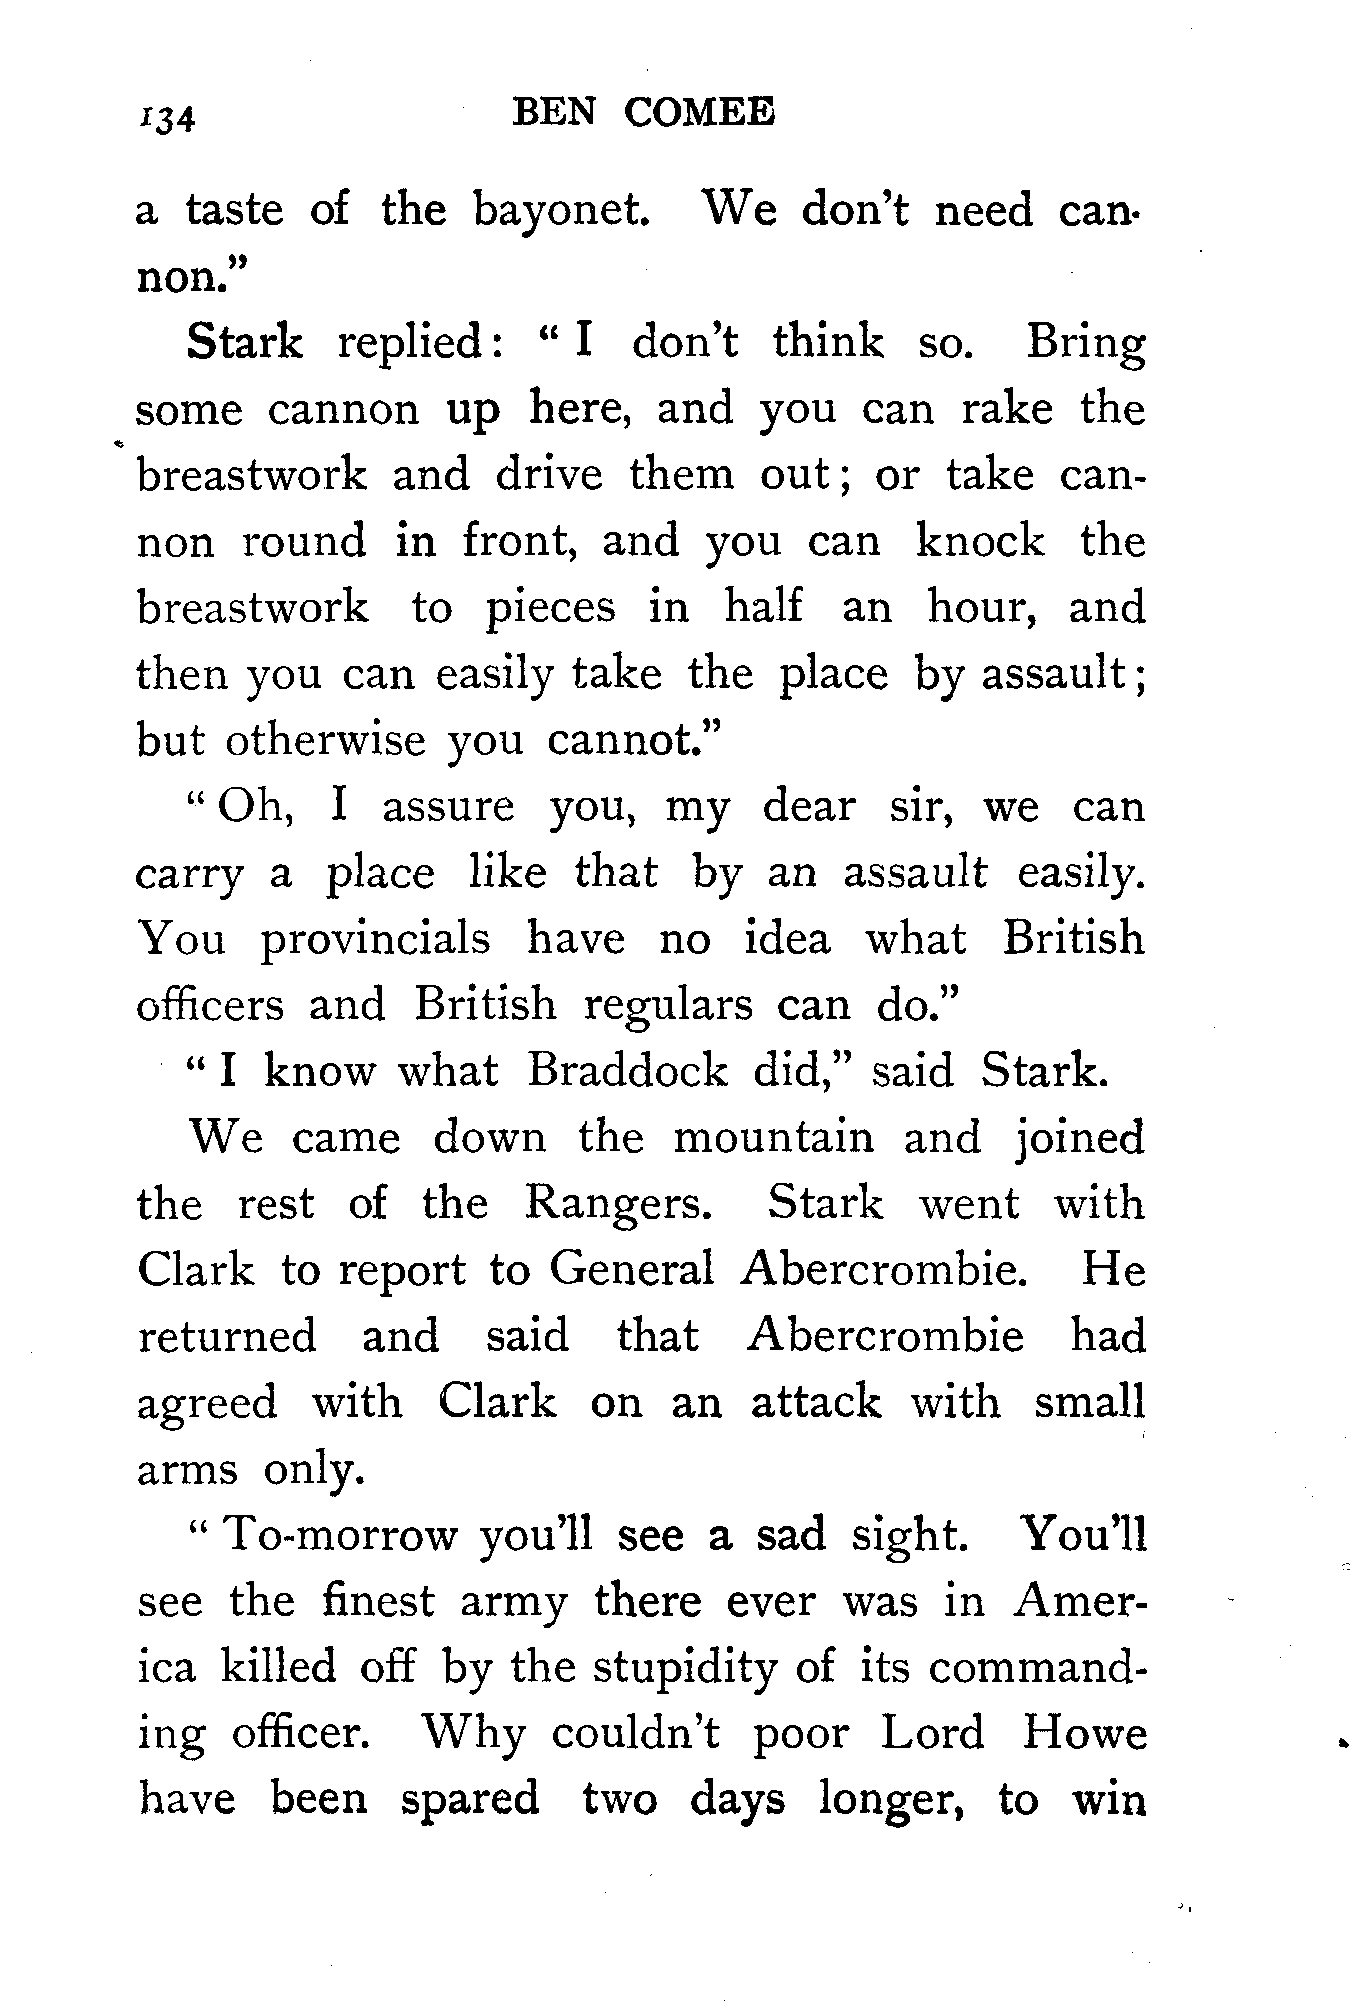 134 BEN COMEE
a taste of the bayonet. We don't need can-
non."
Stark replied: "I don't think so. Bring
some cannon up here, and you can rake the
breastwork and drive them out; or take can-
non round in front, and you can knock the
breastwork to pieces in half an hour, and
then you can easily take the place by assault;
but otherwise you cannot."
"Oh, I assure you, my dear sir, we can
carry a place like that by an assault easily.
You provincials have no idea what British
officers and British regulars can do."
"I know what Braddock did," said Stark.
We came down the mountain and joined
the rest of the Rangers. Stark went with
Clark to report to General Abercrombie. He
returned and said that Abercrombie had
agreed with Clark on an attack with small
arms only.
"To-morrow you'll see a sad sight. You'll
see the finest army there ever was in Amer-
ica killed off by the stupidity of its command-
ing officer. Why couldn't poor Lord Howe
have been spared two days longer, to win